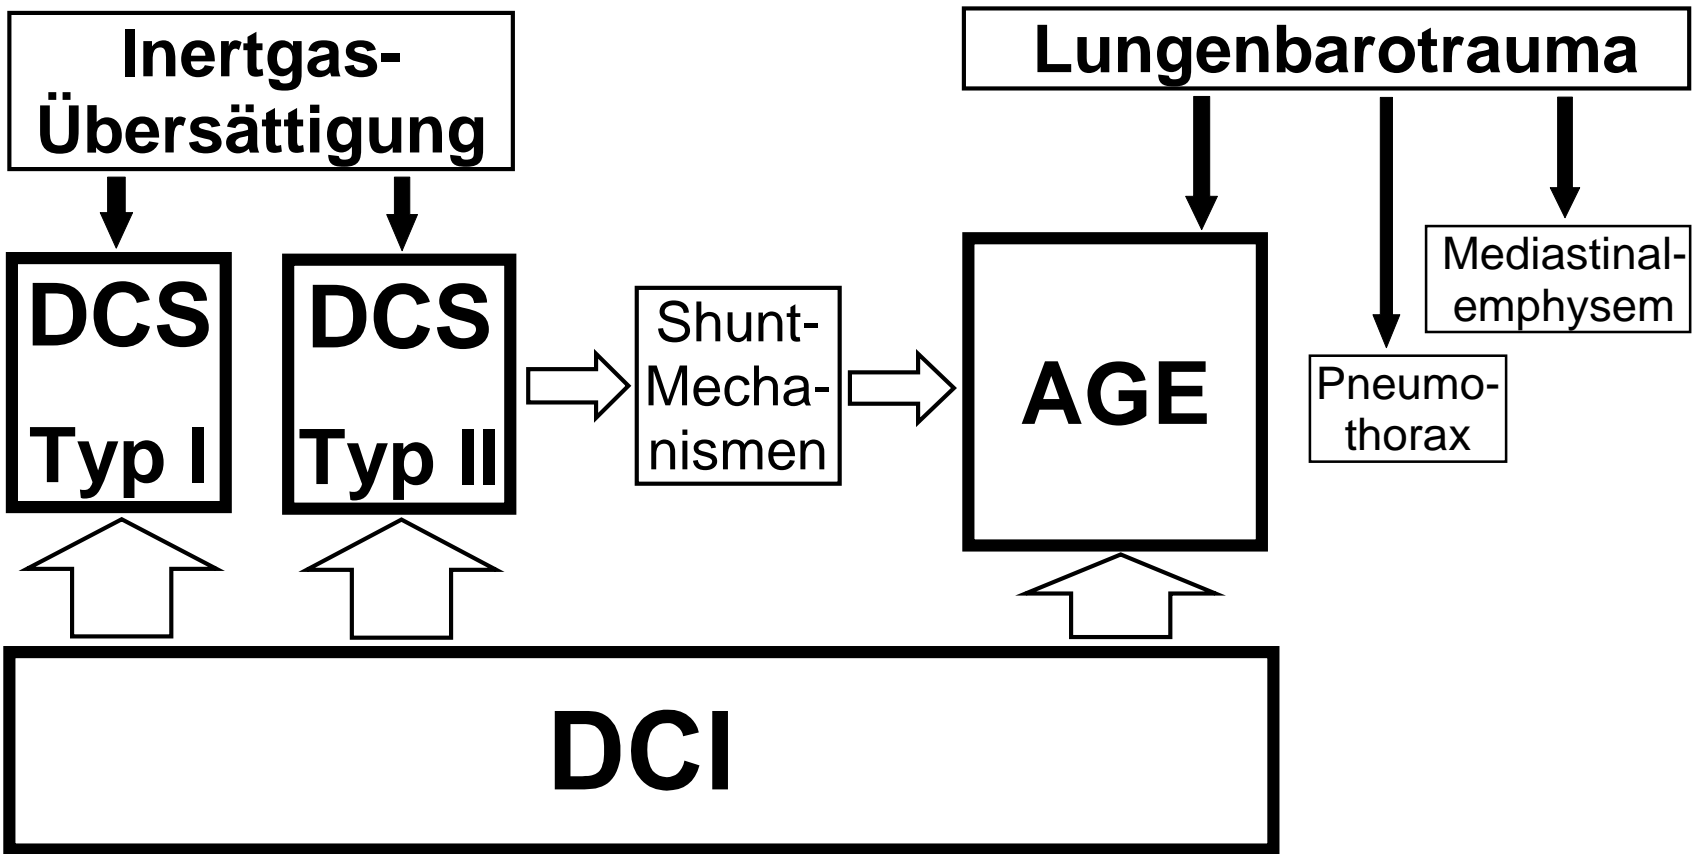 Inertgas-
Übersättigung
Lungenbarotrauma
DCS
Typ I
DCS
Typ II
Shunt-
Mecha-
nismen
AGE
Mediastinal-
emphysem
Pneumo-
thorax
DCI